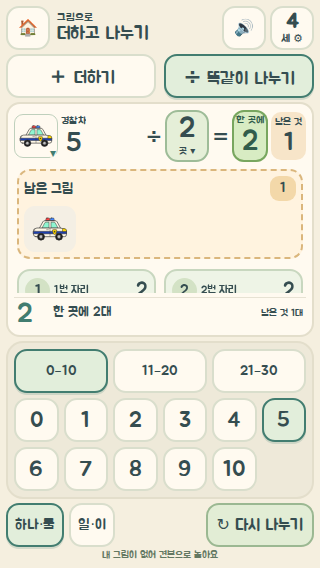 그림으로
더하고 나누기
4
세
+ 더하기
÷ 똑같이 나누기
경찰차
5
÷
2
곳 ▾
=
한 곳에
2
남은 것
1
남은 그림
1
1 1번 자리 2
2 2번 자리 2
2 한 곳에 2대
남은 것 1대
0–10
11–20
21–30
0 1 2 3 4 5
6 7 8 9 10
하나·둘
일·이
↻ 다시 나누기
내 그림이 없어 견본으로 놀아요